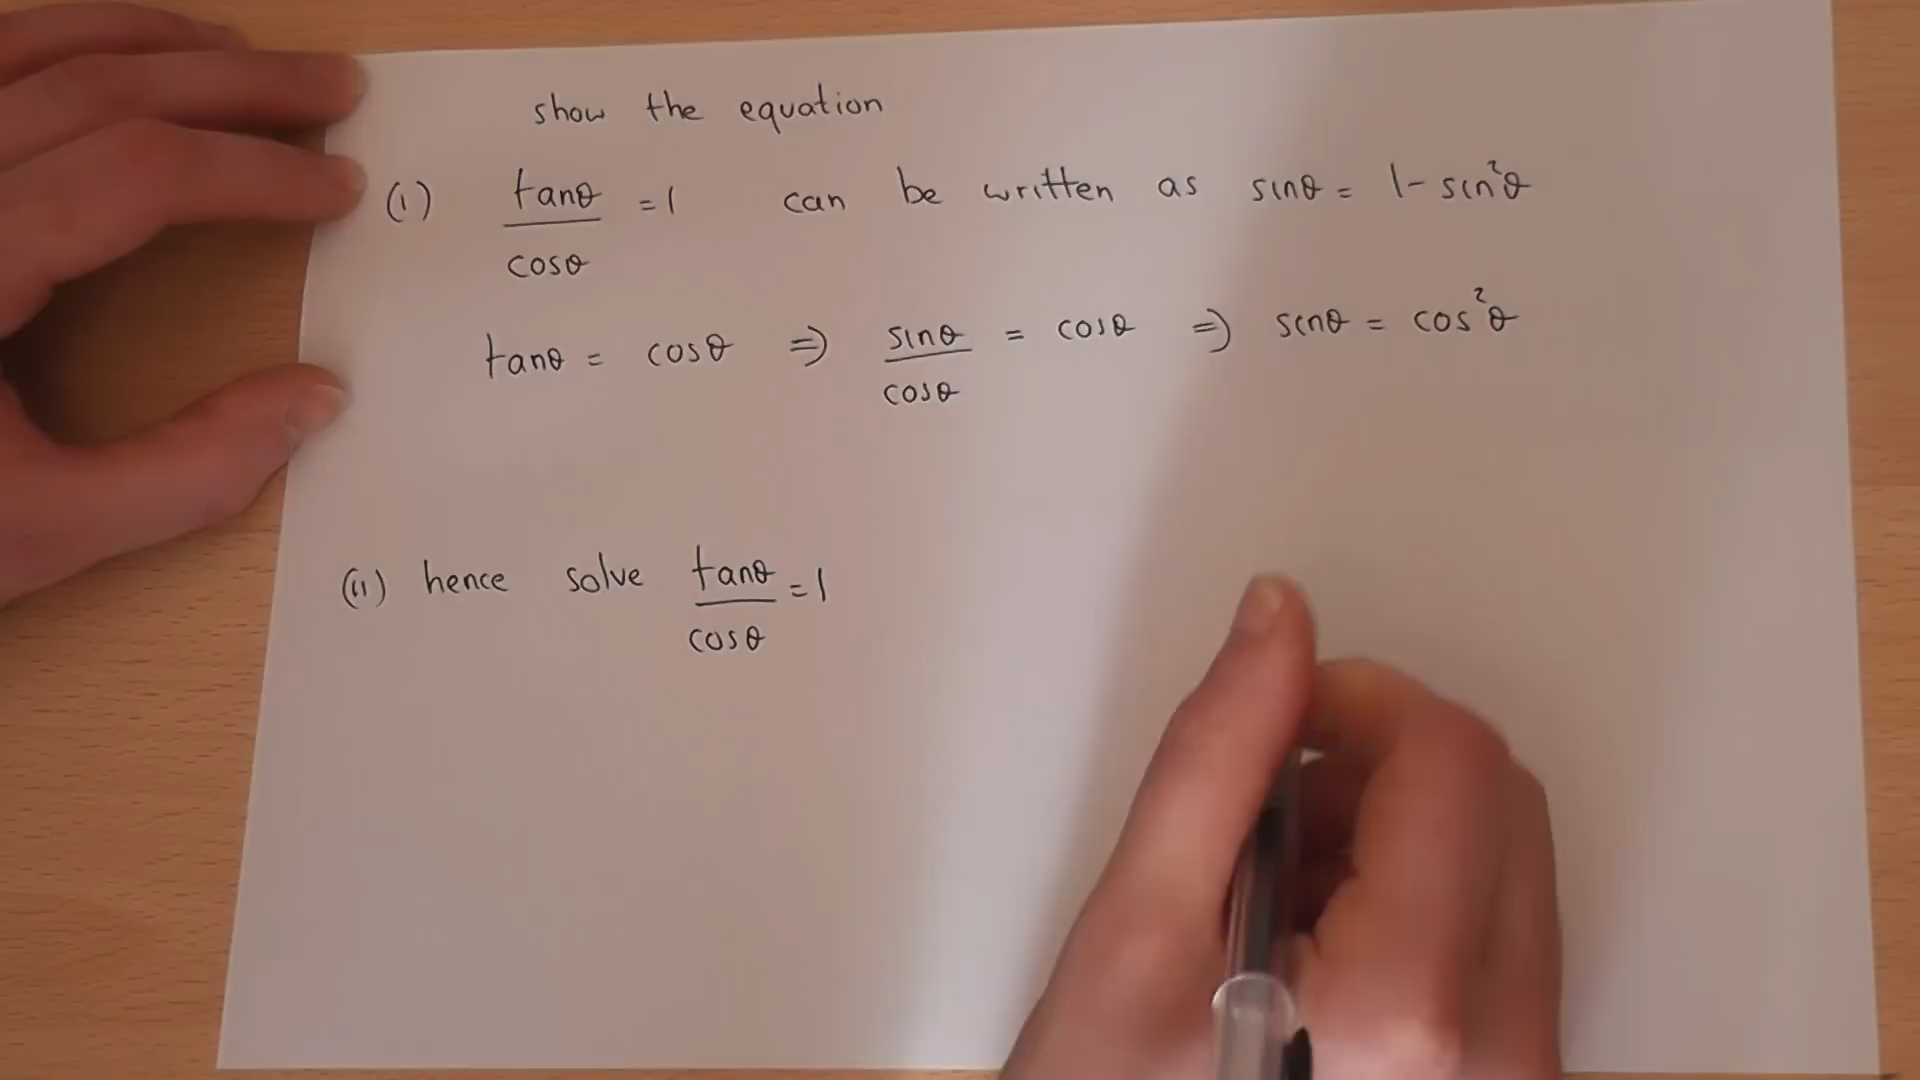 show the equation
(i) tanθ/cosθ = 1 can be written as sinθ = 1 - sin²θ
tanθ = cosθ ⇒ sinθ/cosθ = cosθ ⇒ sinθ = cos²θ
(ii) hence solve tanθ/cosθ = 1